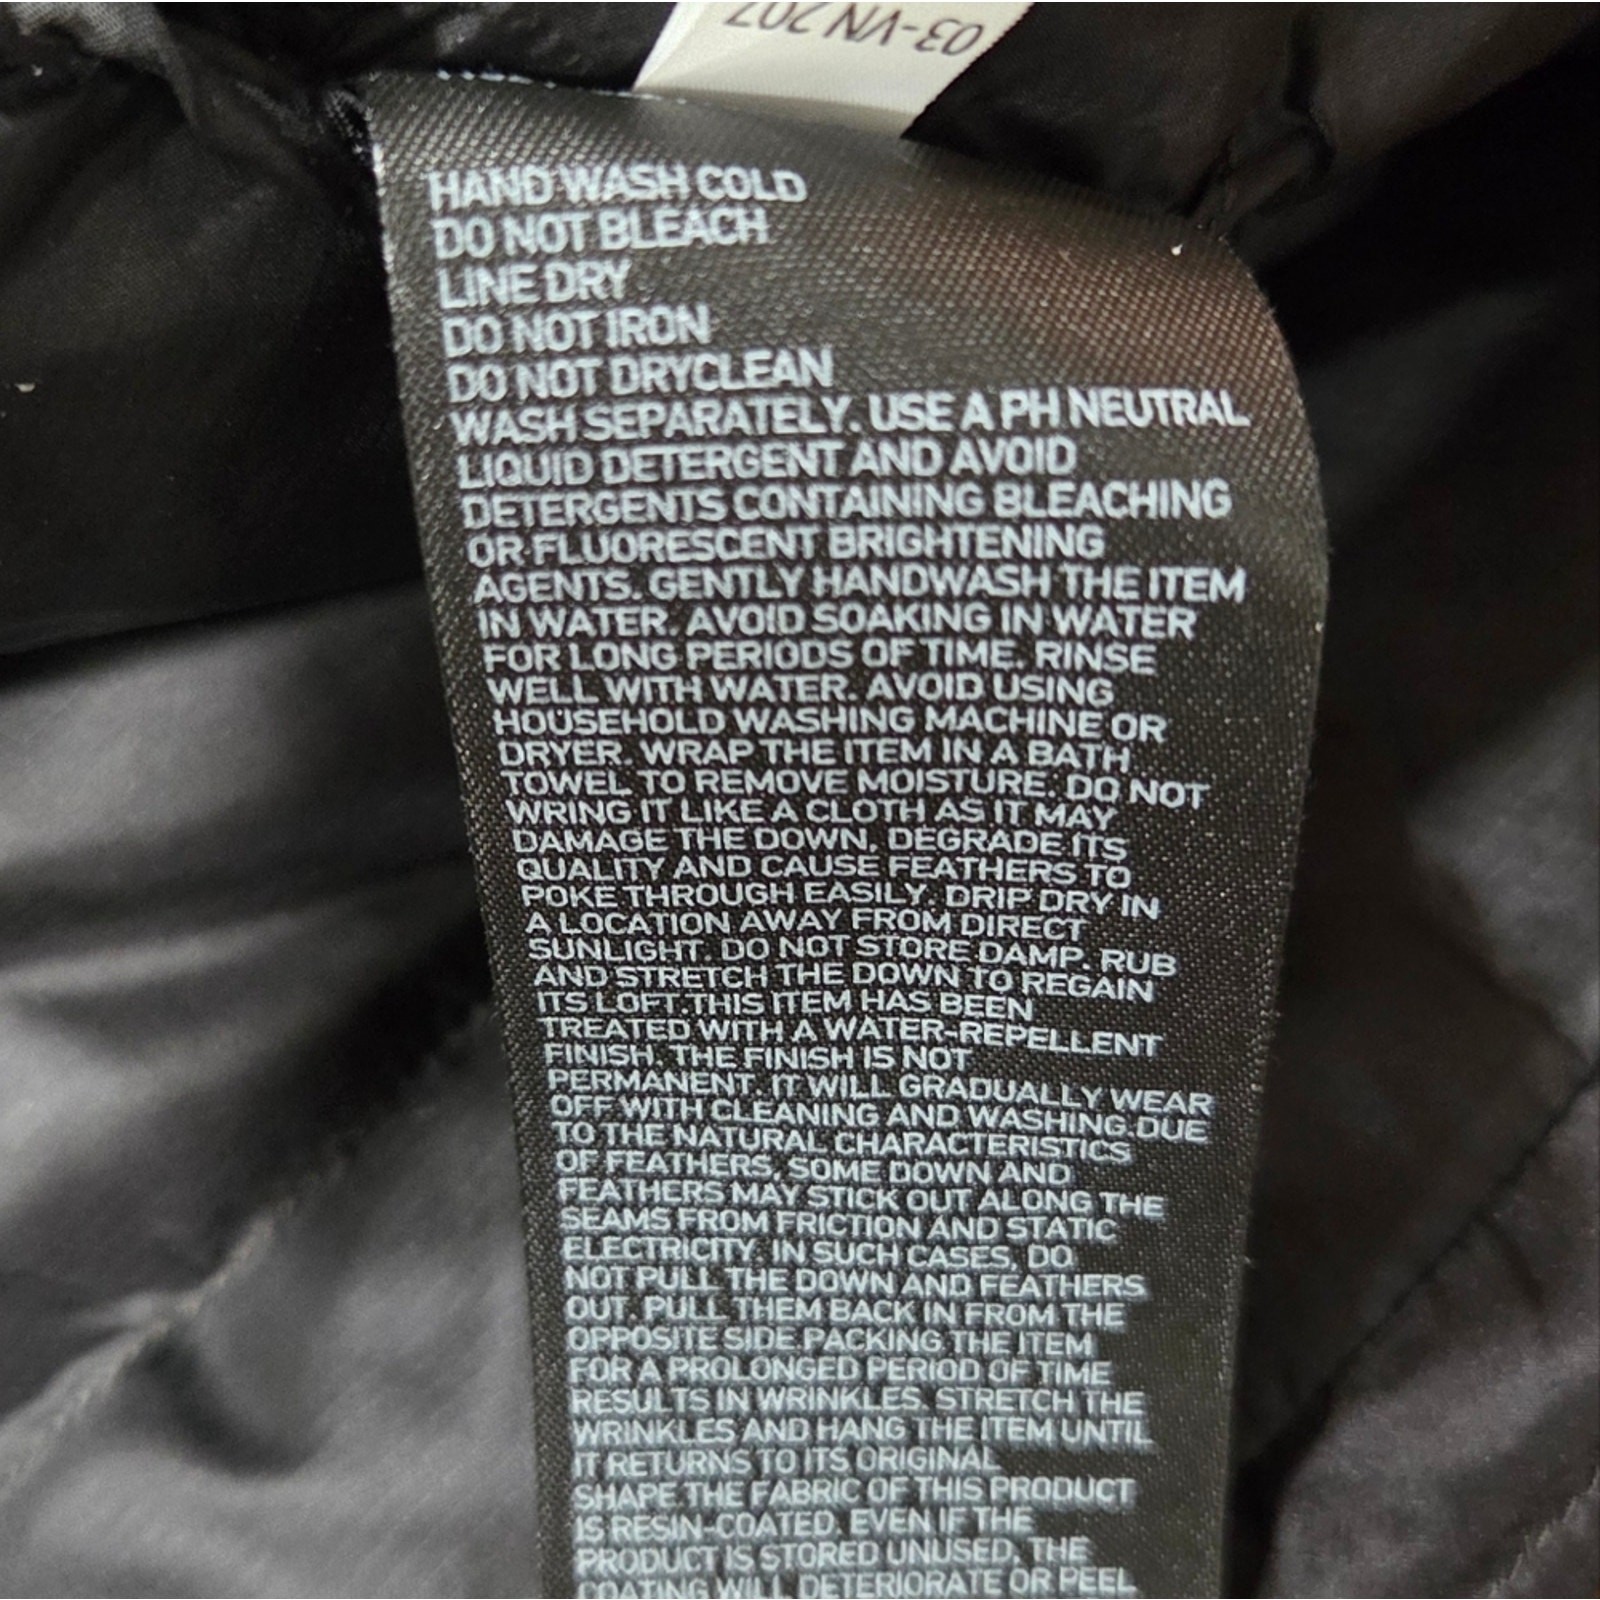 03-VN 207
HAND WASH COLD
DO NOT BLEACH
LINE DRY
DO NOT IRON
DO NOT DRYCLEAN
WASH SEPARATELY. USE A PH NEUTRAL
LIQUID DETERGENT AND AVOID
DETERGENTS CONTAINING BLEACHING
OR FLUORESCENT BRIGHTENING
AGENTS. GENTLY HANDWASH THE ITEM
IN WATER. AVOID SOAKING IN WATER
FOR LONG PERIODS OF TIME. RINSE
WELL WITH WATER. AVOID USING
HOUSEHOLD WASHING MACHINE OR
DRYER. WRAP THE ITEM IN A BATH
TOWEL TO REMOVE MOISTURE. DO NOT
WRING IT LIKE A CLOTH AS IT MAY
DAMAGE THE DOWN, DEGRADE ITS
QUALITY AND CAUSE FEATHERS TO
POKE THROUGH EASILY. DRIP DRY IN
A LOCATION AWAY FROM DIRECT
SUNLIGHT. DO NOT STORE DAMP. RUB
AND STRETCH THE DOWN TO REGAIN
ITS LOFT.THIS ITEM HAS BEEN
TREATED WITH A WATER-REPELLENT
FINISH. THE FINISH IS NOT
PERMANENT. IT WILL GRADUALLY WEAR
OFF WITH CLEANING AND WASHING.DUE
TO THE NATURAL CHARACTERISTICS
OF FEATHERS, SOME DOWN AND
FEATHERS MAY STICK OUT ALONG THE
SEAMS FROM FRICTION AND STATIC
ELECTRICITY. IN SUCH CASES, DO
NOT PULL THE DOWN AND FEATHERS
OUT. PULL THEM BACK IN FROM THE
OPPOSITE SIDE.PACKING THE ITEM
FOR A PROLONGED PERIOD OF TIME
RESULTS IN WRINKLES. STRETCH THE
WRINKLES AND HANG THE ITEM UNTIL
IT RETURNS TO ITS ORIGINAL
SHAPE.THE FABRIC OF THIS PRODUCT
IS RESIN-COATED. EVEN IF THE
PRODUCT IS STORED UNUSED, THE
COATING WILL DETERIORATE OR PEEL